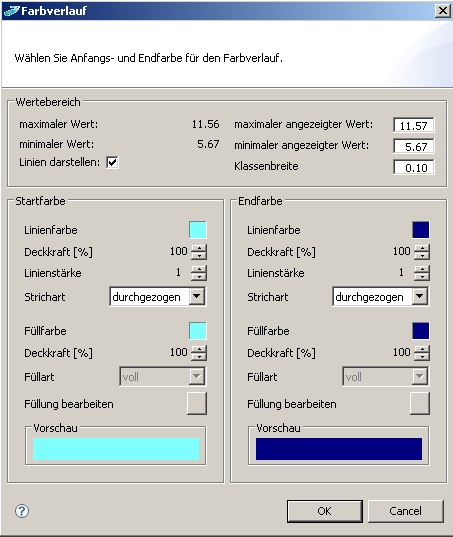 Farbverlauf
Wählen Sie Anfangs- und Endfarbe für den Farbverlauf.
Wertebereich
maximaler Wert: 11.56 maximaler angezeigter Wert: 11.57
minimaler Wert: 5.67 minimaler angezeigter Wert: 5.67
Linien darstellen: Klassenbreite 0.10
Startfarbe
Linienfarbe
Deckkraft [%] 100
Linienstärke 1
Strichart durchgezogen
Füllfarbe
Deckkraft [%] 100
Füllart voll
Füllung bearbeiten
Vorschau
Endfarbe
Linienfarbe
Deckkraft [%] 100
Linienstärke 1
Strichart durchgezogen
Füllfarbe
Deckkraft [%] 100
Füllart voll
Füllung bearbeiten
Vorschau
?
OK Cancel